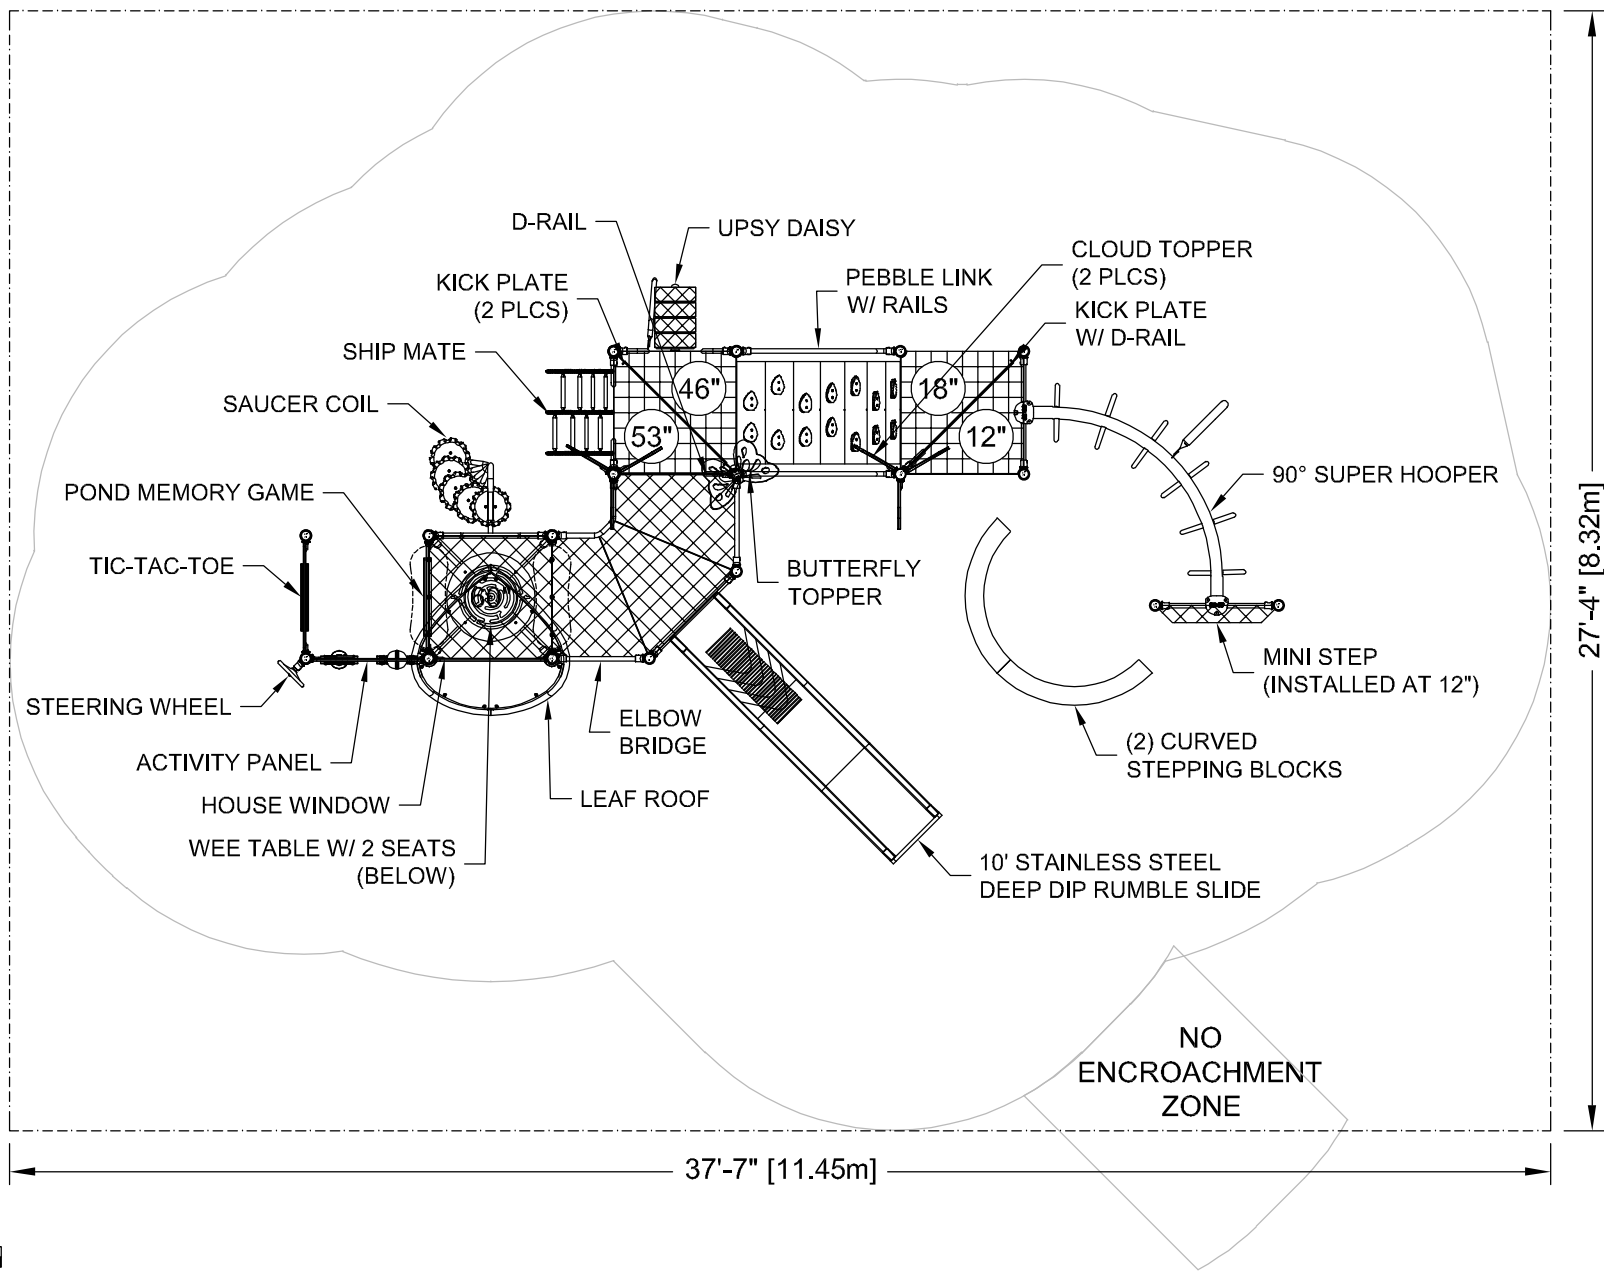 D-RAIL
UPSY DAISY
KICK PLATE
(2 PLCS)
PEBBLE LINK
W/ RAILS
CLOUD TOPPER
(2 PLCS)
KICK PLATE
W/ D-RAIL
SHIP MATE
SAUCER COIL
46"
18"
53"
12"
POND MEMORY GAME
90° SUPER HOOPER
TIC-TAC-TOE
BUTTERFLY
TOPPER
27'-4" [8.32m]
STEERING WHEEL
ELBOW
BRIDGE
MINI STEP
(INSTALLED AT 12")
ACTIVITY PANEL
(2) CURVED
STEPPING BLOCKS
HOUSE WINDOW
LEAF ROOF
WEE TABLE W/ 2 SEATS
(BELOW)
10' STAINLESS STEEL
DEEP DIP RUMBLE SLIDE
NO
ENCROACHMENT
ZONE
37'-7" [11.45m]